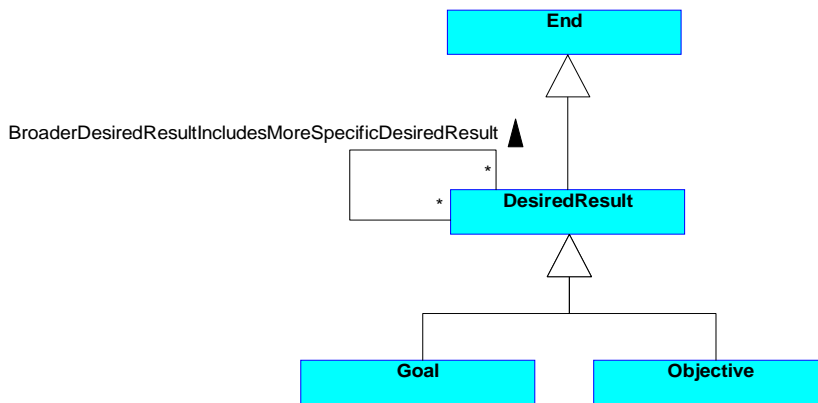 End
BroaderDesiredResultIncludesMoreSpecificDesiredResult
*
*
DesiredResult
Goal
Objective